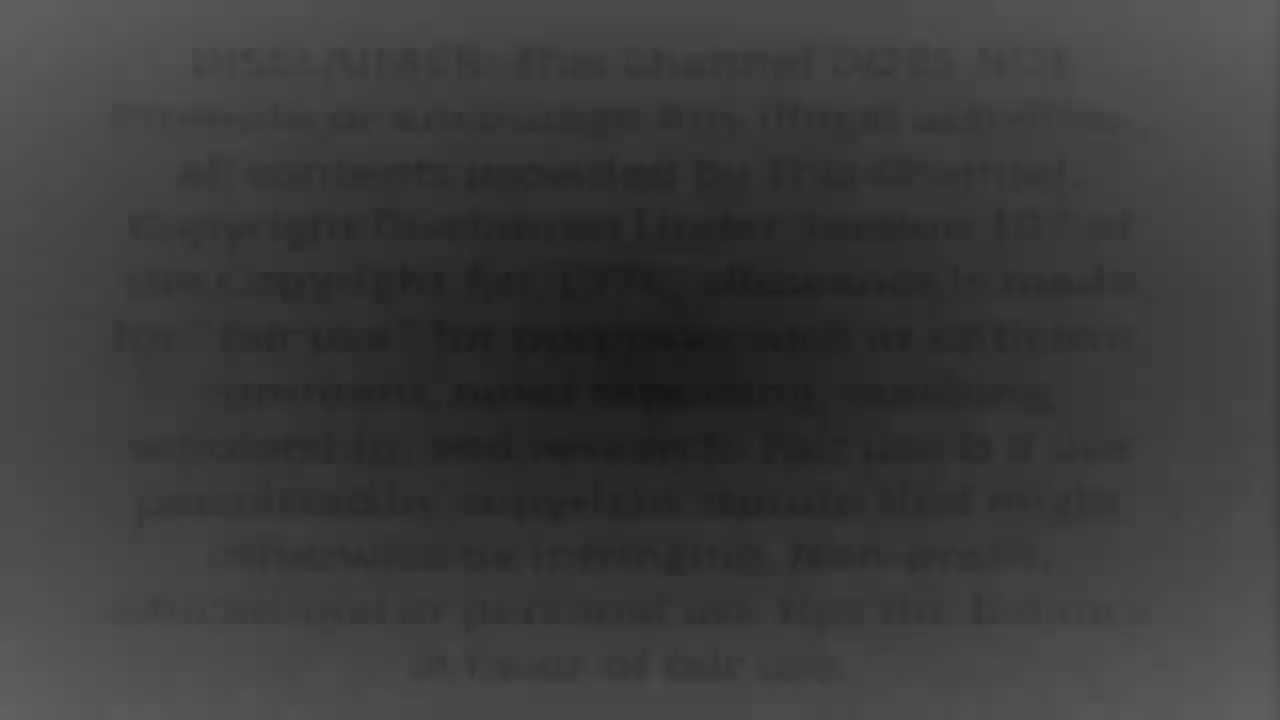 DISCLAIMER: This Channel DOES NOT
Promote or encourage Any illegal activities,
all contents provided by This Channel.
Copyright Disclaimer Under Section 107 of
the Copyright Act 1976, allowance is made
for "fair use" for purposes such as criticism,
comment, news reporting, teaching,
scholarship, and research. Fair use is a use
permitted by copyright statute that might
otherwise be infringing. Non-profit,
educational or personal use tips the balance
in favor of fair use.